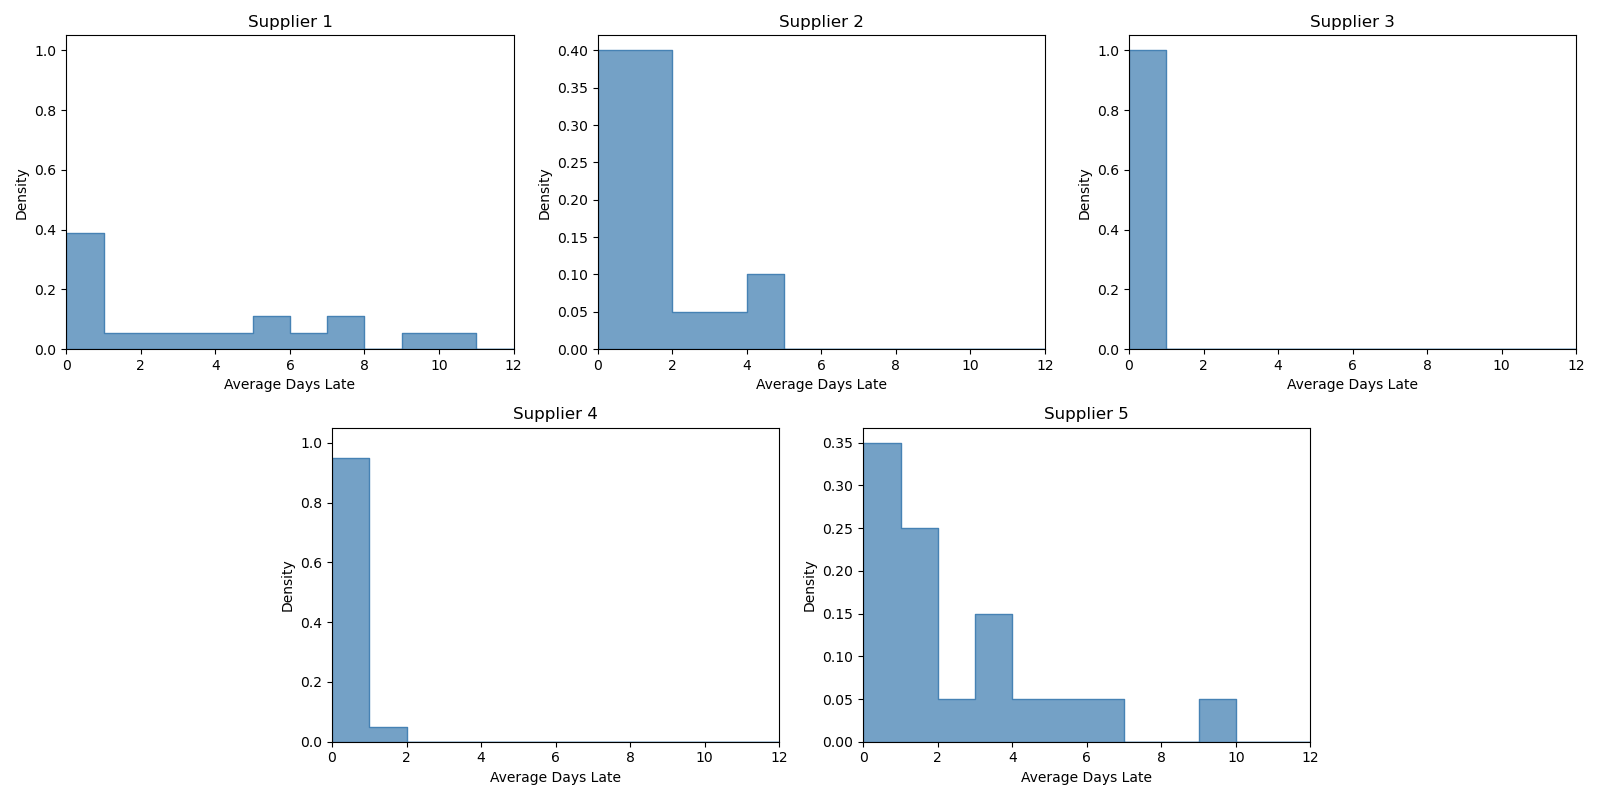 Supplier 1
1.0
0.8
0.6
0.4
0.2
0.0
Density
0 2 4 6 8 10 12
Average Days Late
Supplier 2
0.40
0.35
0.30
0.25
0.20
0.15
0.10
0.05
0.00
Density
0 2 4 6 8 10 12
Average Days Late
Supplier 3
1.0
0.8
0.6
0.4
0.2
0.0
Density
0 2 4 6 8 10 12
Average Days Late
Supplier 4
1.0
0.8
0.6
0.4
0.2
0.0
Density
0 2 4 6 8 10 12
Average Days Late
Supplier 5
0.35
0.30
0.25
0.20
0.15
0.10
0.05
0.00
Density
0 2 4 6 8 10 12
Average Days Late